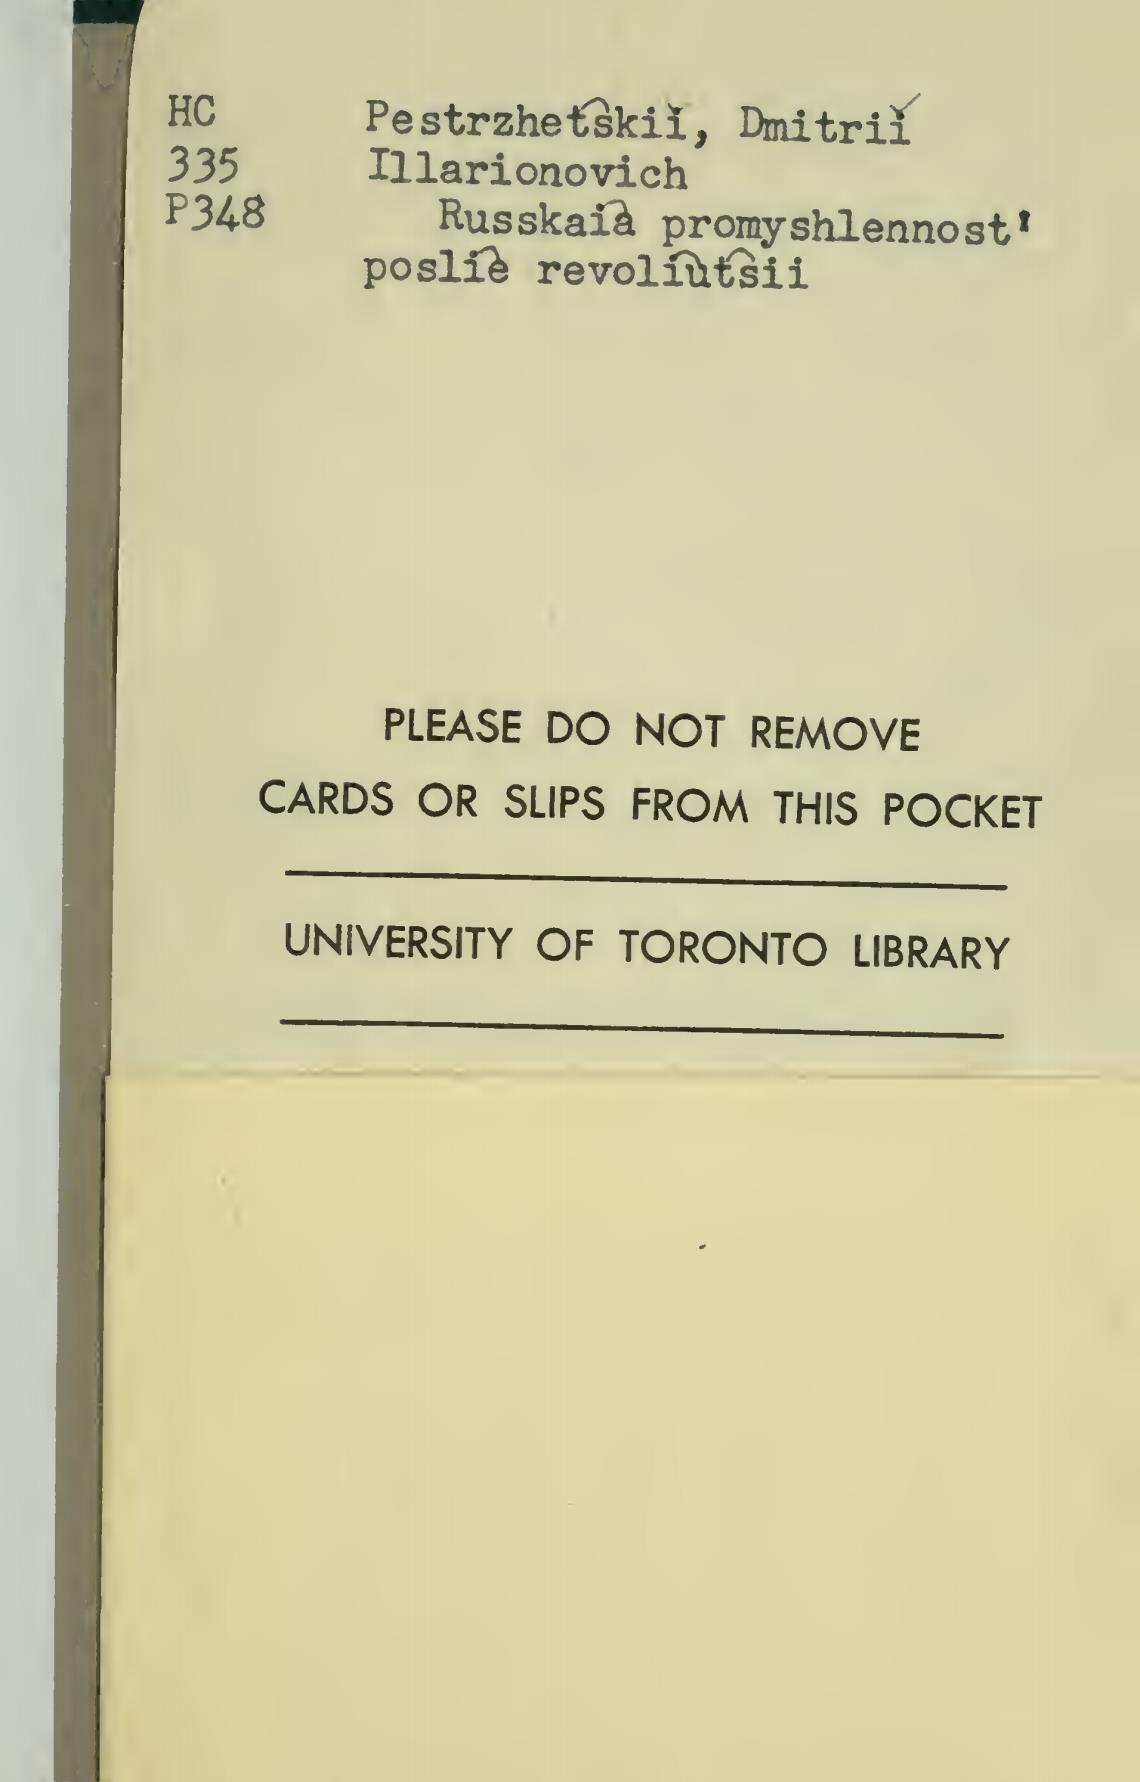 HC Pestrzhet͡skiĭ, Dmitriĭ
335 Illarionovich
P348 Russkai͡a promyshlennost'
posli͡e revoli͡ut͡sii
PLEASE DO NOT REMOVE
CARDS OR SLIPS FROM THIS POCKET
UNIVERSITY OF TORONTO LIBRARY